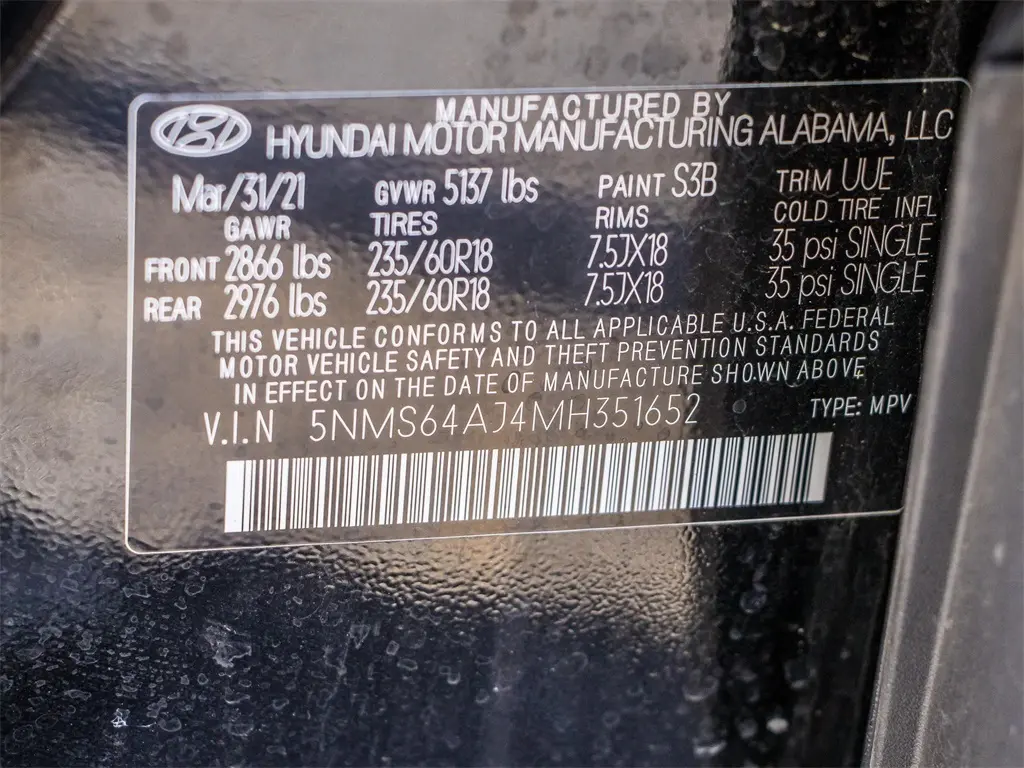 MANUFACTURED BY
HYUNDAI MOTOR MANUFACTURING ALABAMA, LLC
Mar/31/21 GVWR 5137 lbs PAINT S3B TRIM UUE
GAWR TIRES RIMS COLD TIRE INFL
FRONT 2866 lbs 235/60R18 7.5JX18 35 psi SINGLE
REAR 2976 lbs 235/60R18 7.5JX18 35 psi SINGLE
THIS VEHICLE CONFORMS TO ALL APPLICABLE U.S.A. FEDERAL
MOTOR VEHICLE SAFETY AND THEFT PREVENTION STANDARDS
IN EFFECT ON THE DATE OF MANUFACTURE SHOWN ABOVE
V.I.N 5NMS64AJ4MH351652 TYPE: MPV